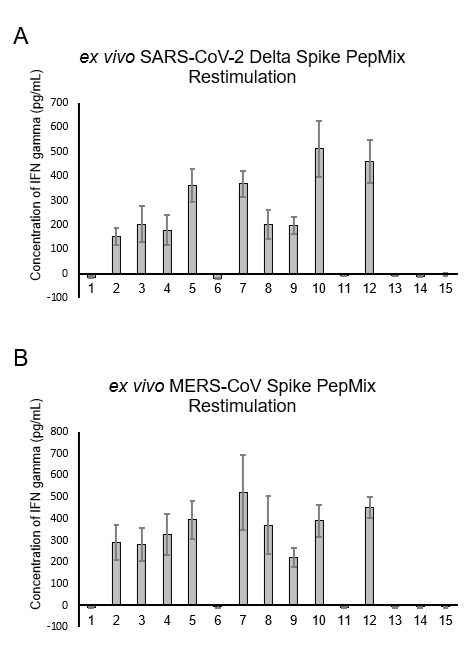 A
ex vivo SARS-CoV-2 Delta Spike PepMix
Restimulation
Concentration of IFN gamma (pg/mL)
700
600
500
400
300
200
100
0
-100
1 2 3 4 5 6 7 8 9 10 11 12 13 14 15
B
ex vivo MERS-CoV Spike PepMix
Restimulation
Concentration of IFN gamma (pg/mL)
800
700
600
500
400
300
200
100
0
-100
1 2 3 4 5 6 7 8 9 10 11 12 13 14 15